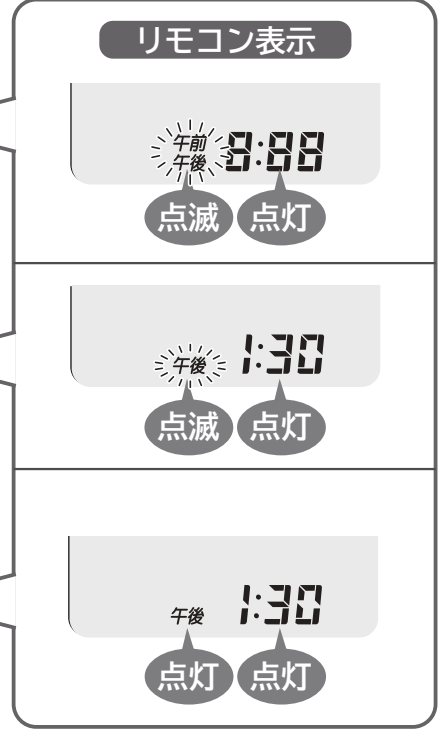 リモコン表示
午前
午後 8:88
点滅 点灯
午後 1:30
点滅 点灯
午後 1:30
点灯 点灯